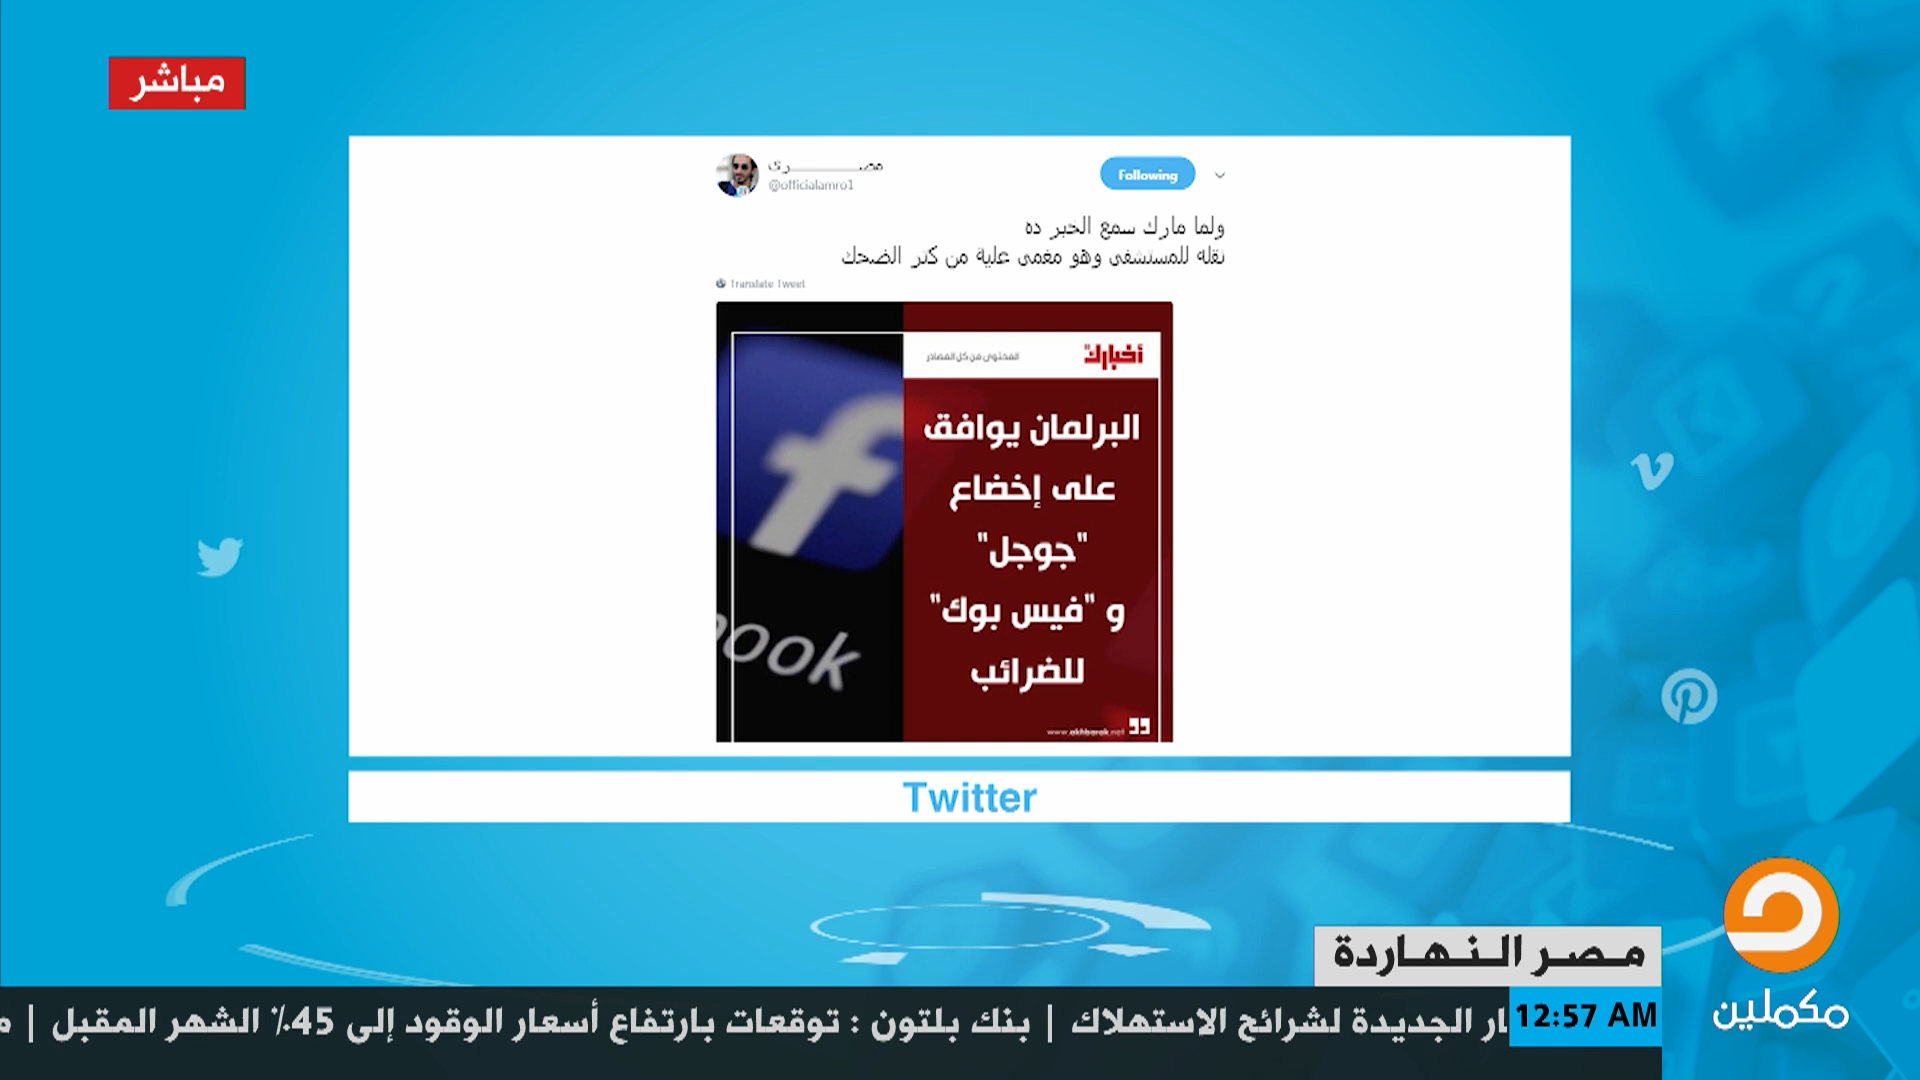 مباشر
مصــــــــرى
@officialamro1
Following
ولما مارك سمع الخبر ده
نقله للمستشفى وهو مغمى علية من كتر الضحك
Translate Tweet
أخبارك
المحتوى من كل المصادر
البرلمان يوافق
على إخضاع
"جوجل"
و "فيس بوك"
للضرائب
www.akhbarak.net
ook
Twitter
مصر النهاردة
12:57 AM
ار الجديدة لشرائح الاستهلاك | بنك بلتون : توقعات بارتفاع أسعار الوقود إلى 45٪ الشهر المقبل |
مكملين